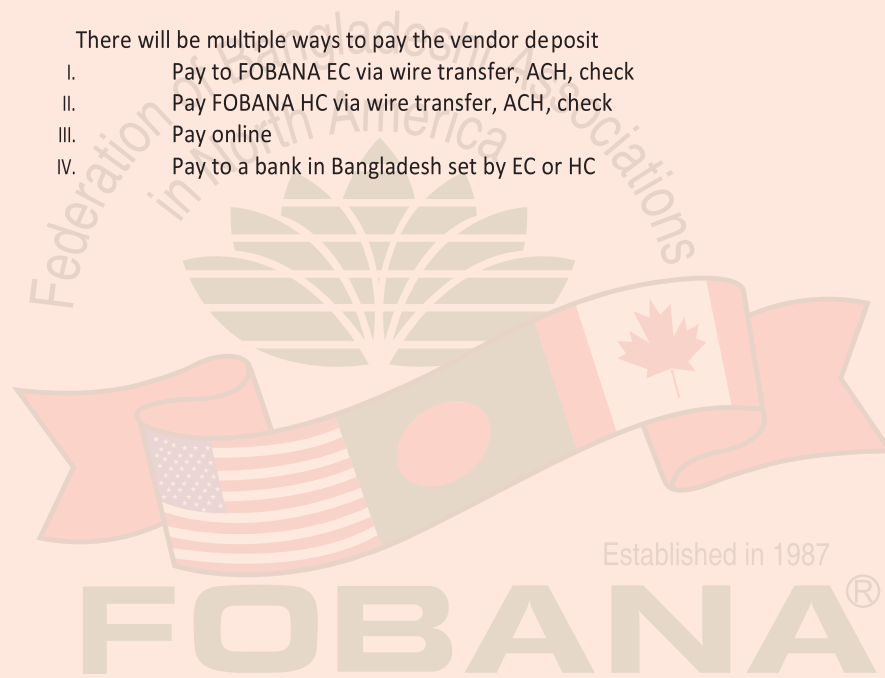 There will be multiple ways to pay the vendor deposit
I. Pay to FOBANA EC via wire transfer, ACH, check
II. Pay FOBANA HC via wire transfer, ACH, check
III. Pay online
IV. Pay to a bank in Bangladesh set by EC or HC
Federation of Bangladeshi Associations
in North America
Established in 1987
FOBANA®